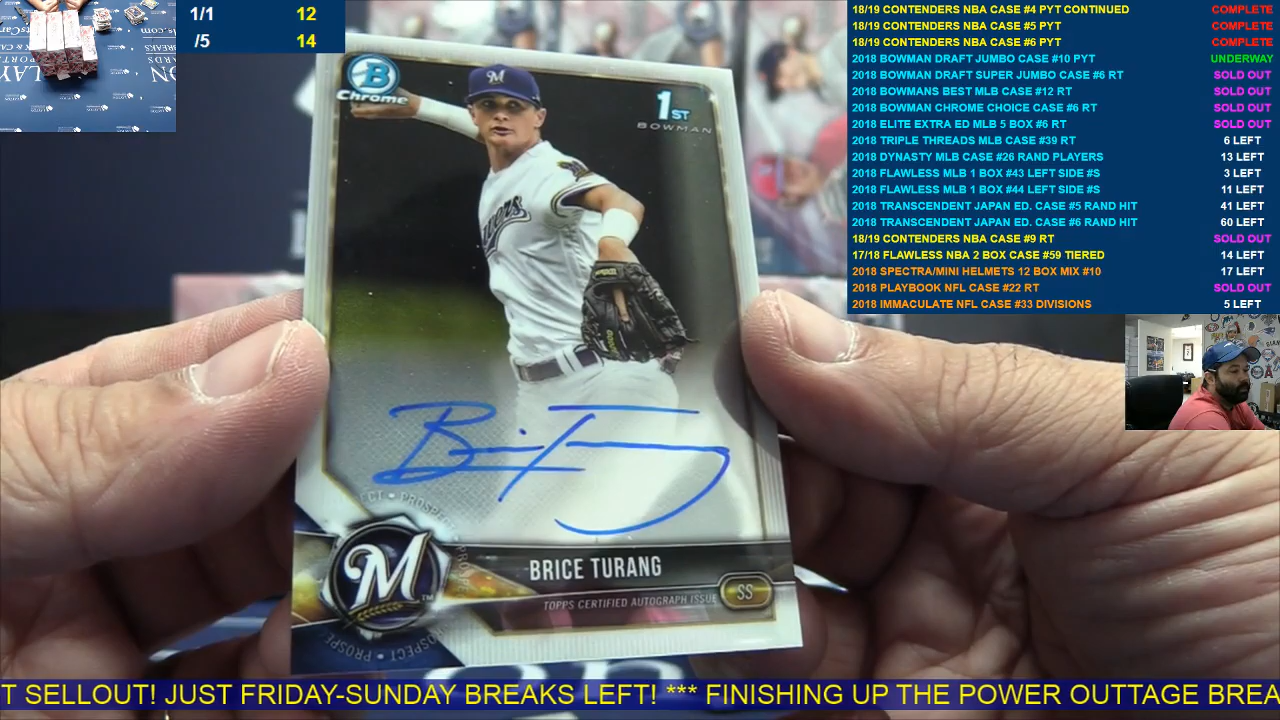 1/1 12
/5 14
18/19 CONTENDERS NBA CASE #4 PYT CONTINUED COMPLETE
18/19 CONTENDERS NBA CASE #5 PYT COMPLETE
18/19 CONTENDERS NBA CASE #6 PYT COMPLETE
2018 BOWMAN DRAFT JUMBO CASE #10 PYT UNDERWAY
2018 BOWMAN DRAFT SUPER JUMBO CASE #6 RT SOLD OUT
2018 BOWMANS BEST MLB CASE #12 RT SOLD OUT
2018 BOWMAN CHROME CHOICE CASE #6 RT SOLD OUT
2018 ELITE EXTRA ED MLB 5 BOX #6 RT SOLD OUT
2018 TRIPLE THREADS MLB CASE #39 RT 6 LEFT
2018 DYNASTY MLB CASE #26 RAND PLAYERS 13 LEFT
2018 FLAWLESS MLB 1 BOX #43 LEFT SIDE #S 3 LEFT
2018 FLAWLESS MLB 1 BOX #44 LEFT SIDE #S 11 LEFT
2018 TRANSCENDENT JAPAN ED. CASE #5 RAND HIT 41 LEFT
2018 TRANSCENDENT JAPAN ED. CASE #6 RAND HIT 60 LEFT
18/19 CONTENDERS NBA CASE #9 RT SOLD OUT
17/18 FLAWLESS NBA 2 BOX CASE #59 TIERED 14 LEFT
2018 SPECTRA/MINI HELMETS 12 BOX MIX #10 17 LEFT
2018 PLAYBOOK NFL CASE #22 RT SOLD OUT
2018 IMMACULATE NFL CASE #33 DIVISIONS 5 LEFT
B
Chrome
1ST
BOWMAN
M
Brice Turang
PROSPECT
M
BRICE TURANG
TOPPS CERTIFIED AUTOGRAPH ISSUE
SS
T SELLOUT! JUST FRIDAY-SUNDAY BREAKS LEFT! *** FINISHING UP THE POWER OUTTAGE BREA